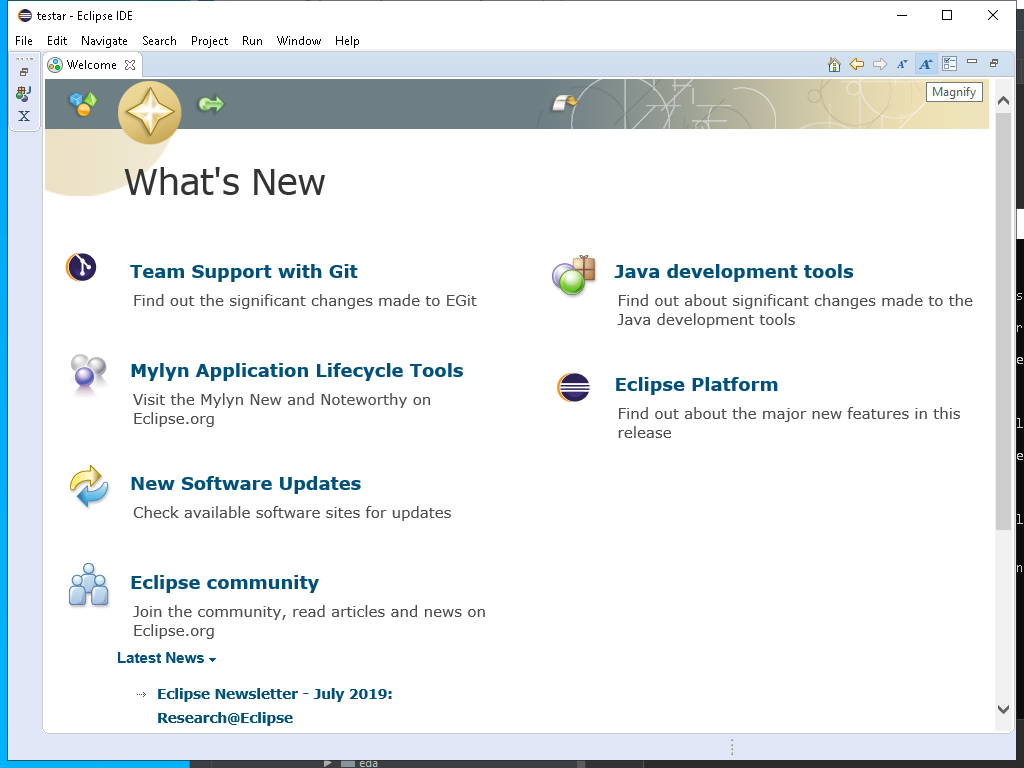 testar - Eclipse IDE
File Edit Navigate Search Project Run Window Help
Welcome
Magnify
What's New
Team Support with Git
Find out the significant changes made to EGit
Java development tools
Find out about significant changes made to the
Java development tools
Mylyn Application Lifecycle Tools
Visit the Mylyn New and Noteworthy on
Eclipse.org
Eclipse Platform
Find out about the major new features in this
release
New Software Updates
Check available software sites for updates
Eclipse community
Join the community, read articles and news on
Eclipse.org
Latest News
Eclipse Newsletter - July 2019:
Research@Eclipse
eda